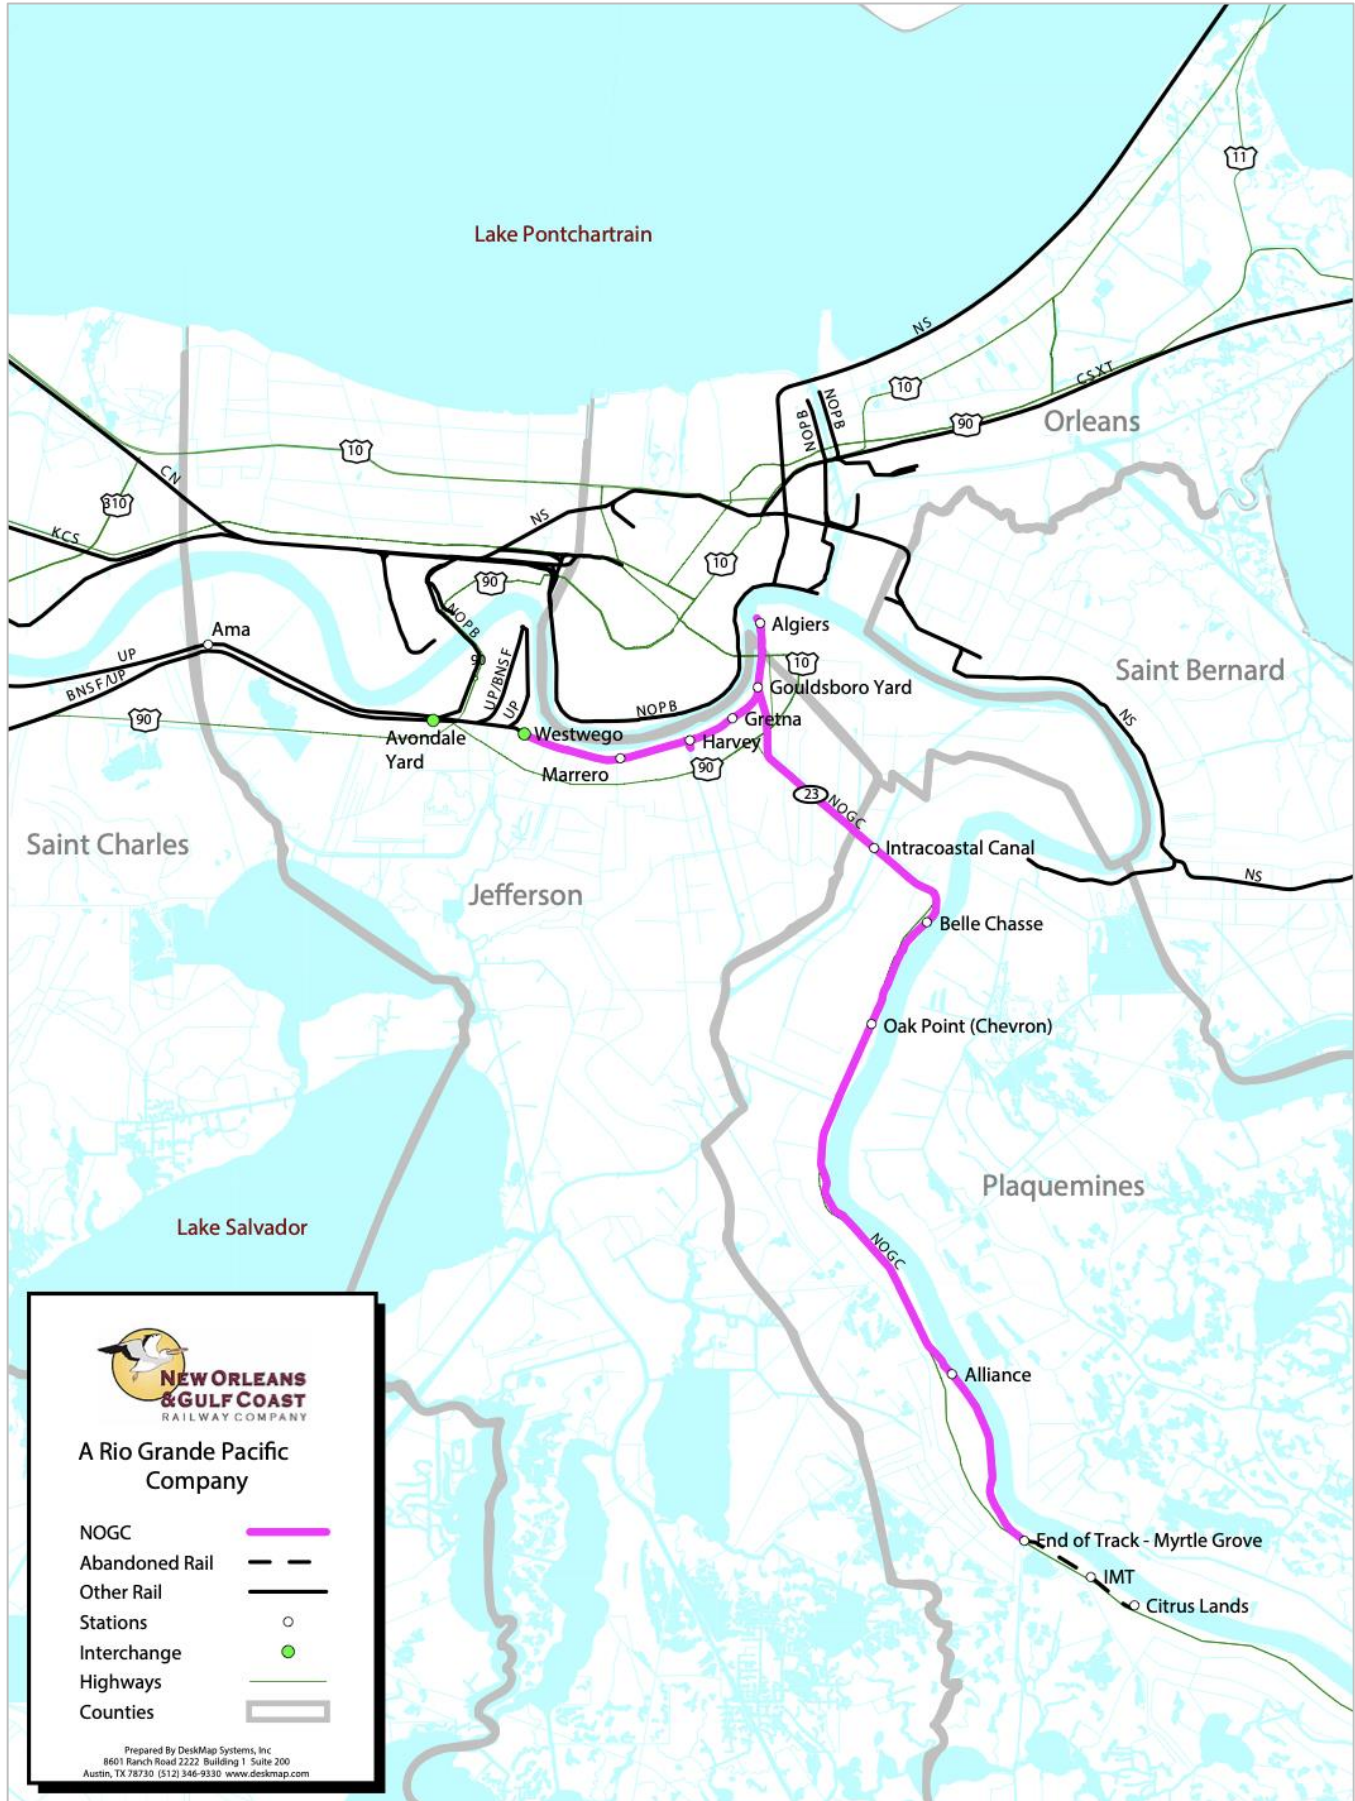 11
Lake Pontchartrain
NS
10
CSXT
NOPB
NOPB
90
Orleans
10
CN
310
KCS
NS
10
90
NOPB
Algiers
Ama
UP
BNSF/UP
90
UP/BNSF
UP
10
Saint Bernard
Gouldsboro Yard
NOPB
NS
90
Gretna
Westwego
Avondale
Yard
Harvey
Marrero
90
23
NOGC
Saint Charles
Intracoastal Canal
NS
Jefferson
Belle Chasse
Oak Point (Chevron)
Plaquemines
Lake Salvador
NOGC
Alliance
End of Track - Myrtle Grove
IMT
Citrus Lands
NEW ORLEANS
& GULF COAST
RAILWAY COMPANY
A Rio Grande Pacific
Company
NOGC
Abandoned Rail
Other Rail
Stations
Interchange
Highways
Counties
Prepared By DeskMap Systems, Inc
8601 Ranch Road 2222 Building 1 Suite 200
Austin, TX 78730 (512) 346-9330 www.deskmap.com